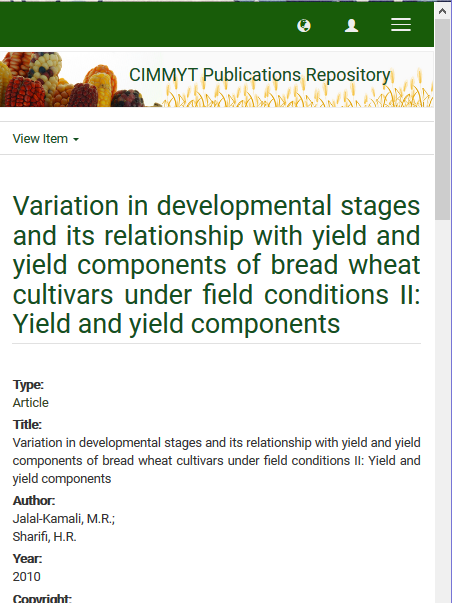 CIMMYT Publications Repository
View Item
Variation in developmental stages
and its relationship with yield and
yield components of bread wheat
cultivars under field conditions II:
Yield and yield components
Type:
Article
Title:
Variation in developmental stages and its relationship with yield and yield
components of bread wheat cultivars under field conditions II: Yield and
yield components
Author:
Jalal-Kamali, M.R.;
Sharifi, H.R.
Year:
2010
Copyright: